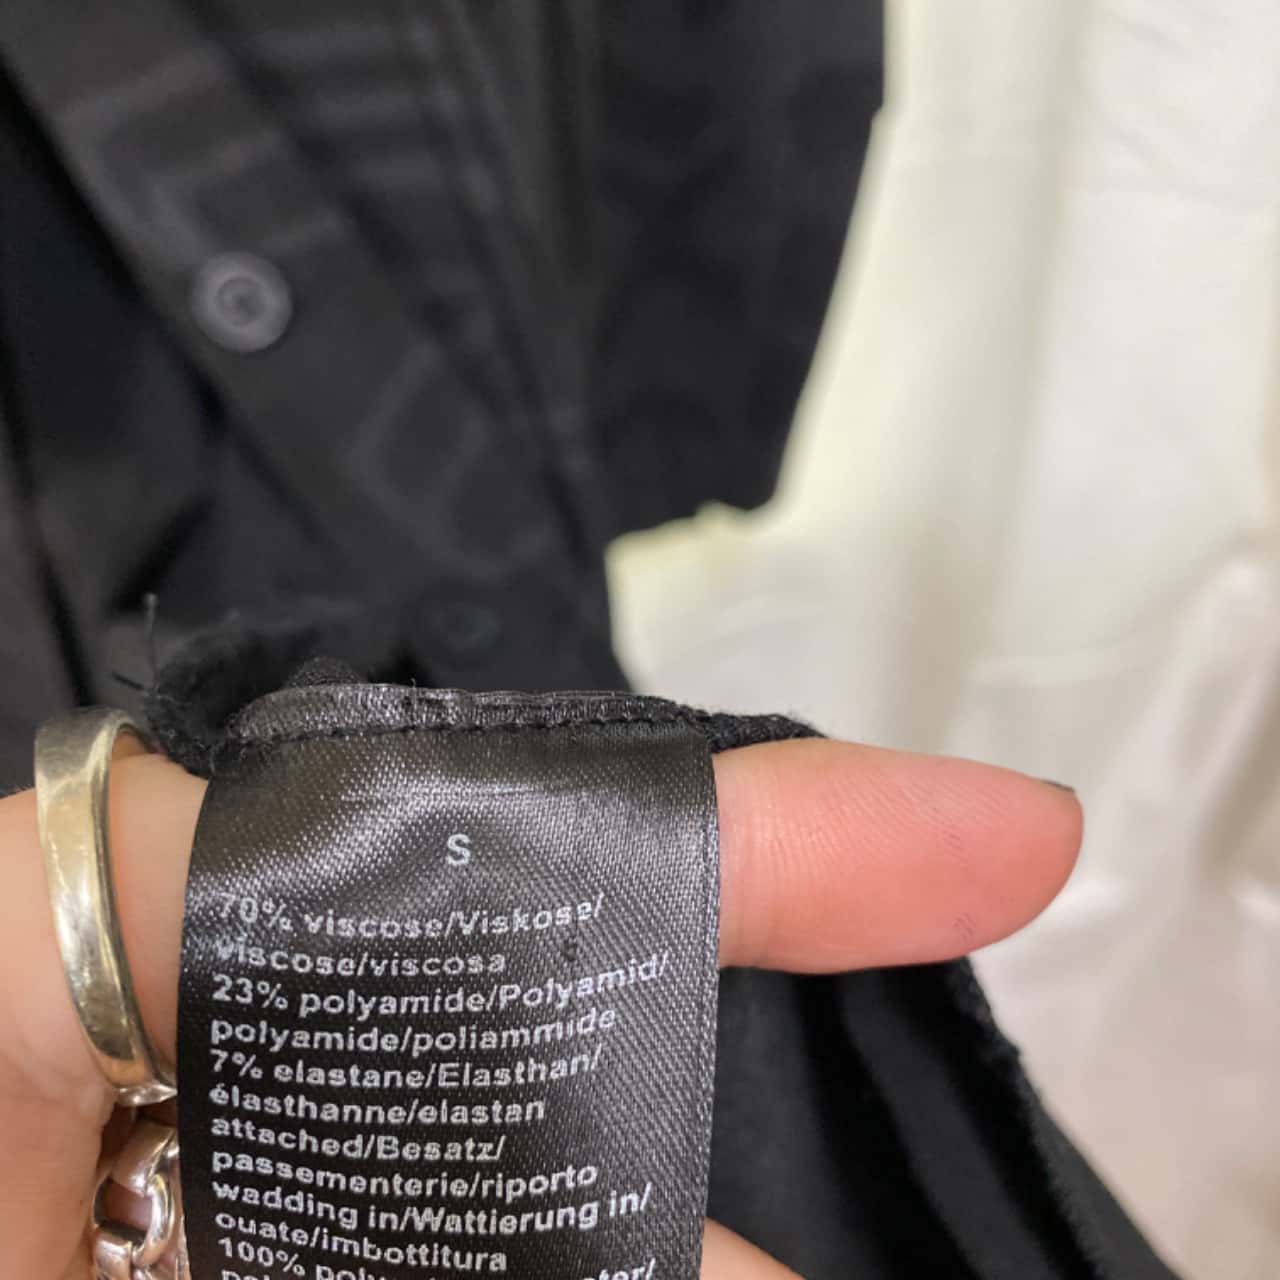 S
70% viscose/Viskose/
viscose/viscosa
23% polyamide/Polyamid/
polyamide/poliammide
7% elastane/Elasthan/
élasthanne/elastan
attached/Besatz/
passementerie/riporto
wadding in/Wattierung in/
ouate/imbottitura
100%